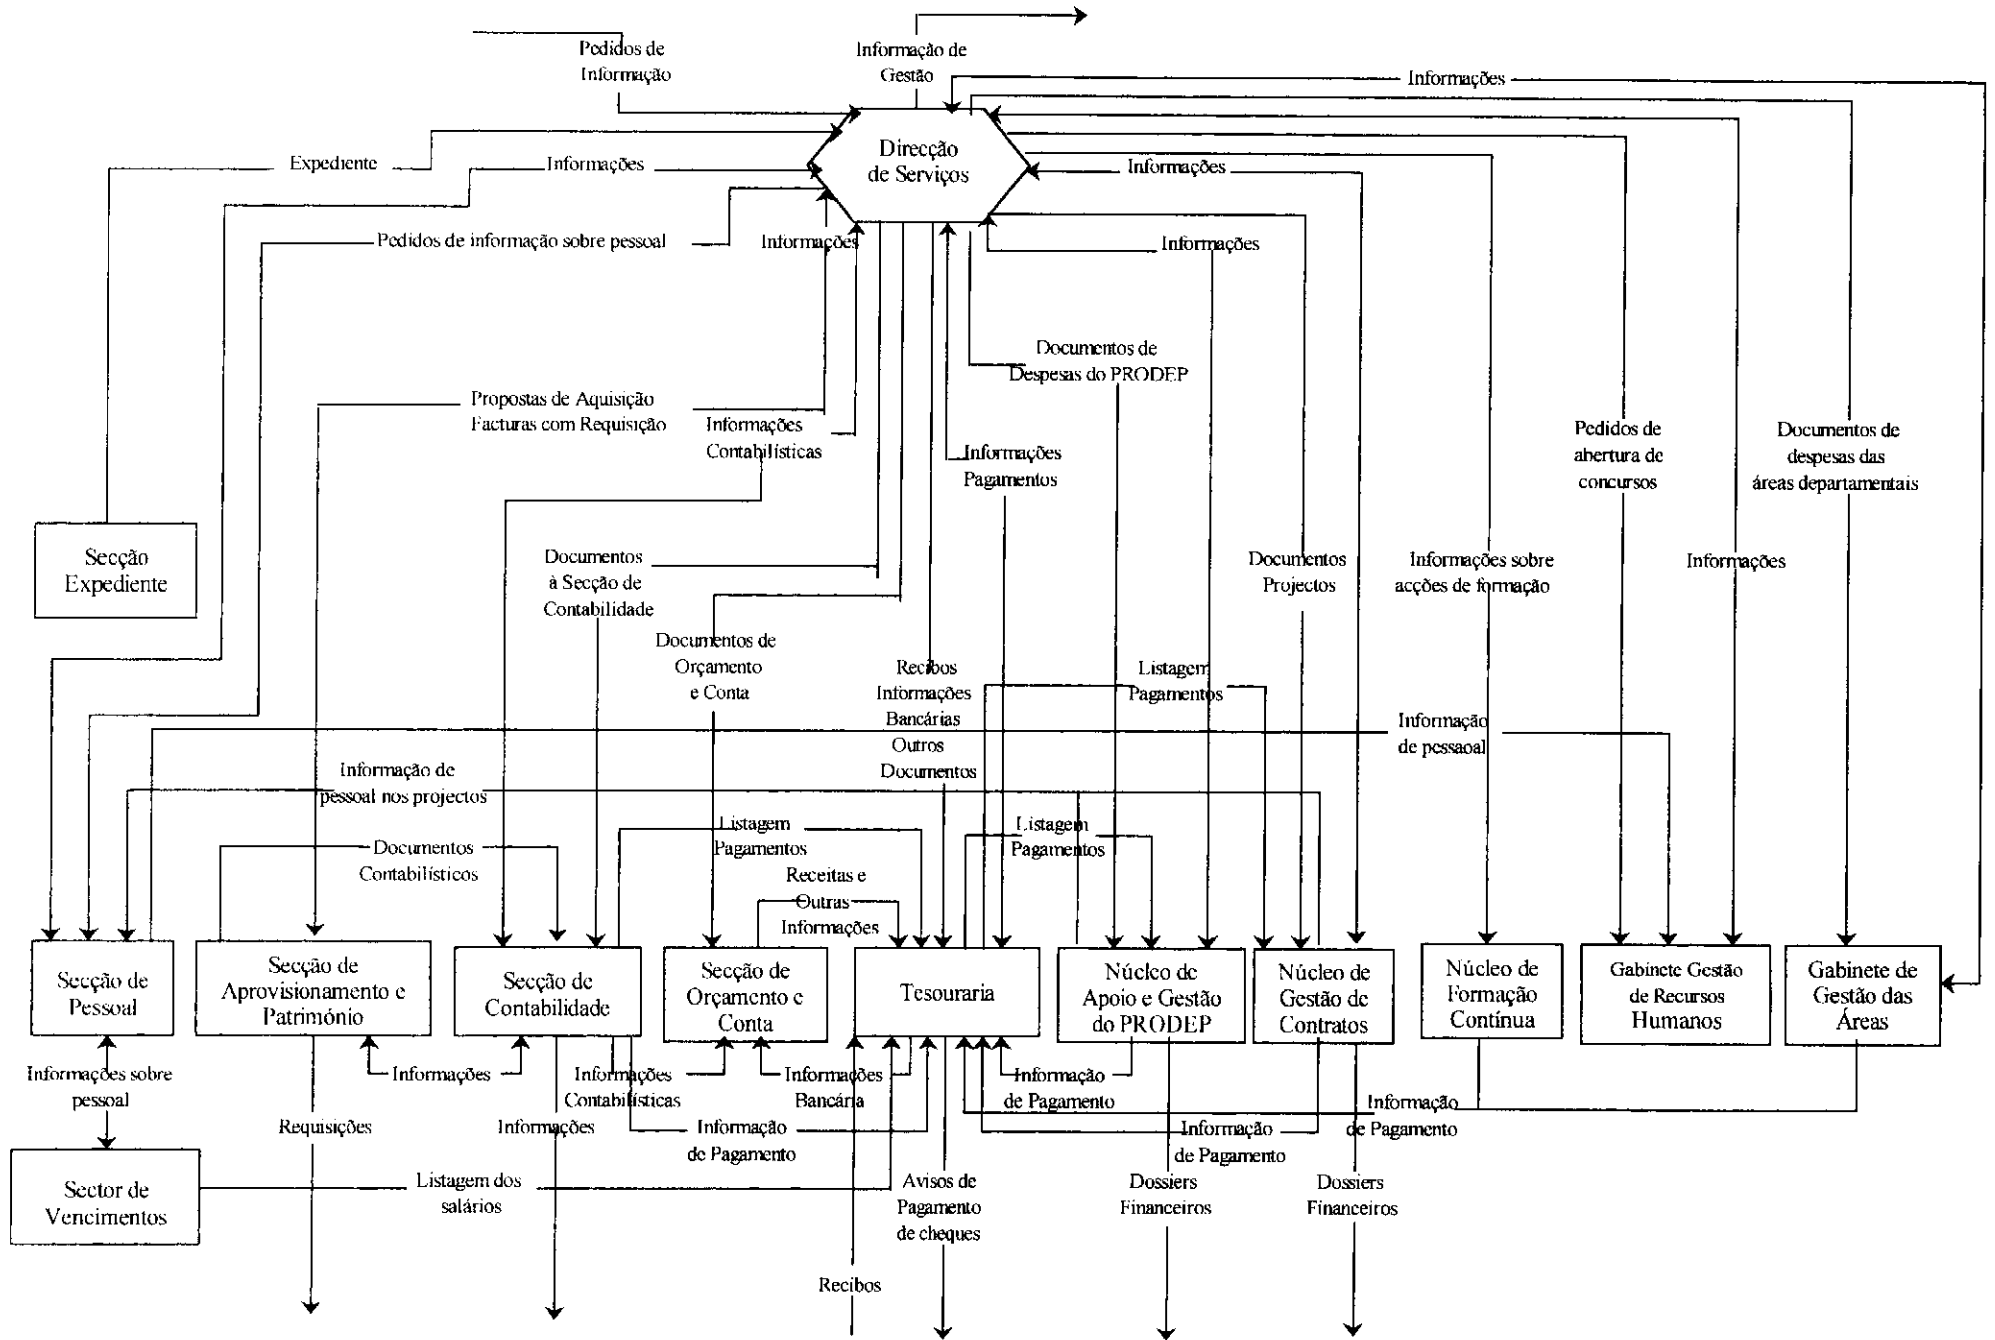 Pedidos de
Informação
Informação de
Gestão
Informações
Direcção
de Serviços
Expediente
Informações
Informações
Pedidos de informação sobre pessoal
Informações
Informações
Documentos de
Despesas do PRODEP
Propostas de Aquisição
Facturas com Requisição
Informações
Contabilísticas
Informações
Pagamentos
Pedidos de
abertura de
concursos
Documentos de
despesas das
áreas departamentais
Secção
Expediente
Documentos
à Secção de
Contabilidade
Documentos
Projectos
Informações sobre
acções de formação
Informações
Documentos de
Orçamento
e Conta
Recibos
Informações
Bancárias
Outros
Documentos
Listagem
Pagamentos
Informação
de pessaoal
Informação de
pessoal nos projectos
Listagem
Pagamentos
Listagem
Pagamentos
Documentos
Contabilísticos
Receitas e
Outras
Informações
Secção de
Pessoal
Secção de
Aprovisionamento e
Património
Secção de
Contabilidade
Secção de
Orçamento e
Conta
Tesouraria
Núcleo de
Apoio e Gestão
do PRODEP
Núcleo de
Gestão de
Contratos
Núcleo de
Formação
Contínua
Gabinete Gestão
de Recursos
Humanos
Gabinete de
Gestão das
Áreas
Informações sobre
pessoal
Informações
Informações
Contabilísticas
Informações
Bancária
Informação
de Pagamento
Informação
de Pagamento
Requisições
Informações
Informação
de Pagamento
Informação
de Pagamento
Sector de
Vencimentos
Listagem dos
salários
Avisos de
Pagamento
de cheques
Dossiers
Financeiros
Dossiers
Financeiros
Recibos